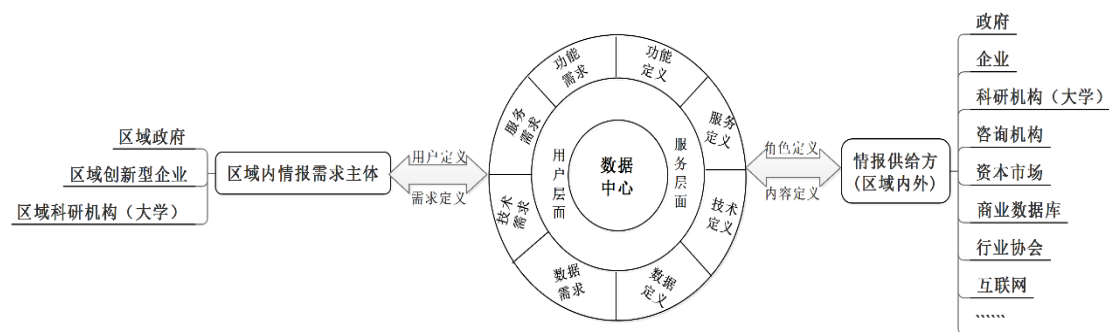 区域政府
区域创新型企业
区域科研机构（大学）
区域内情报需求主体
用户定义
需求定义
功能
需求
服务
需求
技术
需求
数据
需求
用户层面
数据
中心
服务层面
功能
定义
服务
定义
技术
定义
数据
定义
角色定义
内容定义
情报供给方
(区域内外)
政府
企业
科研机构（大学）
咨询机构
资本市场
商业数据库
行业协会
互联网
……